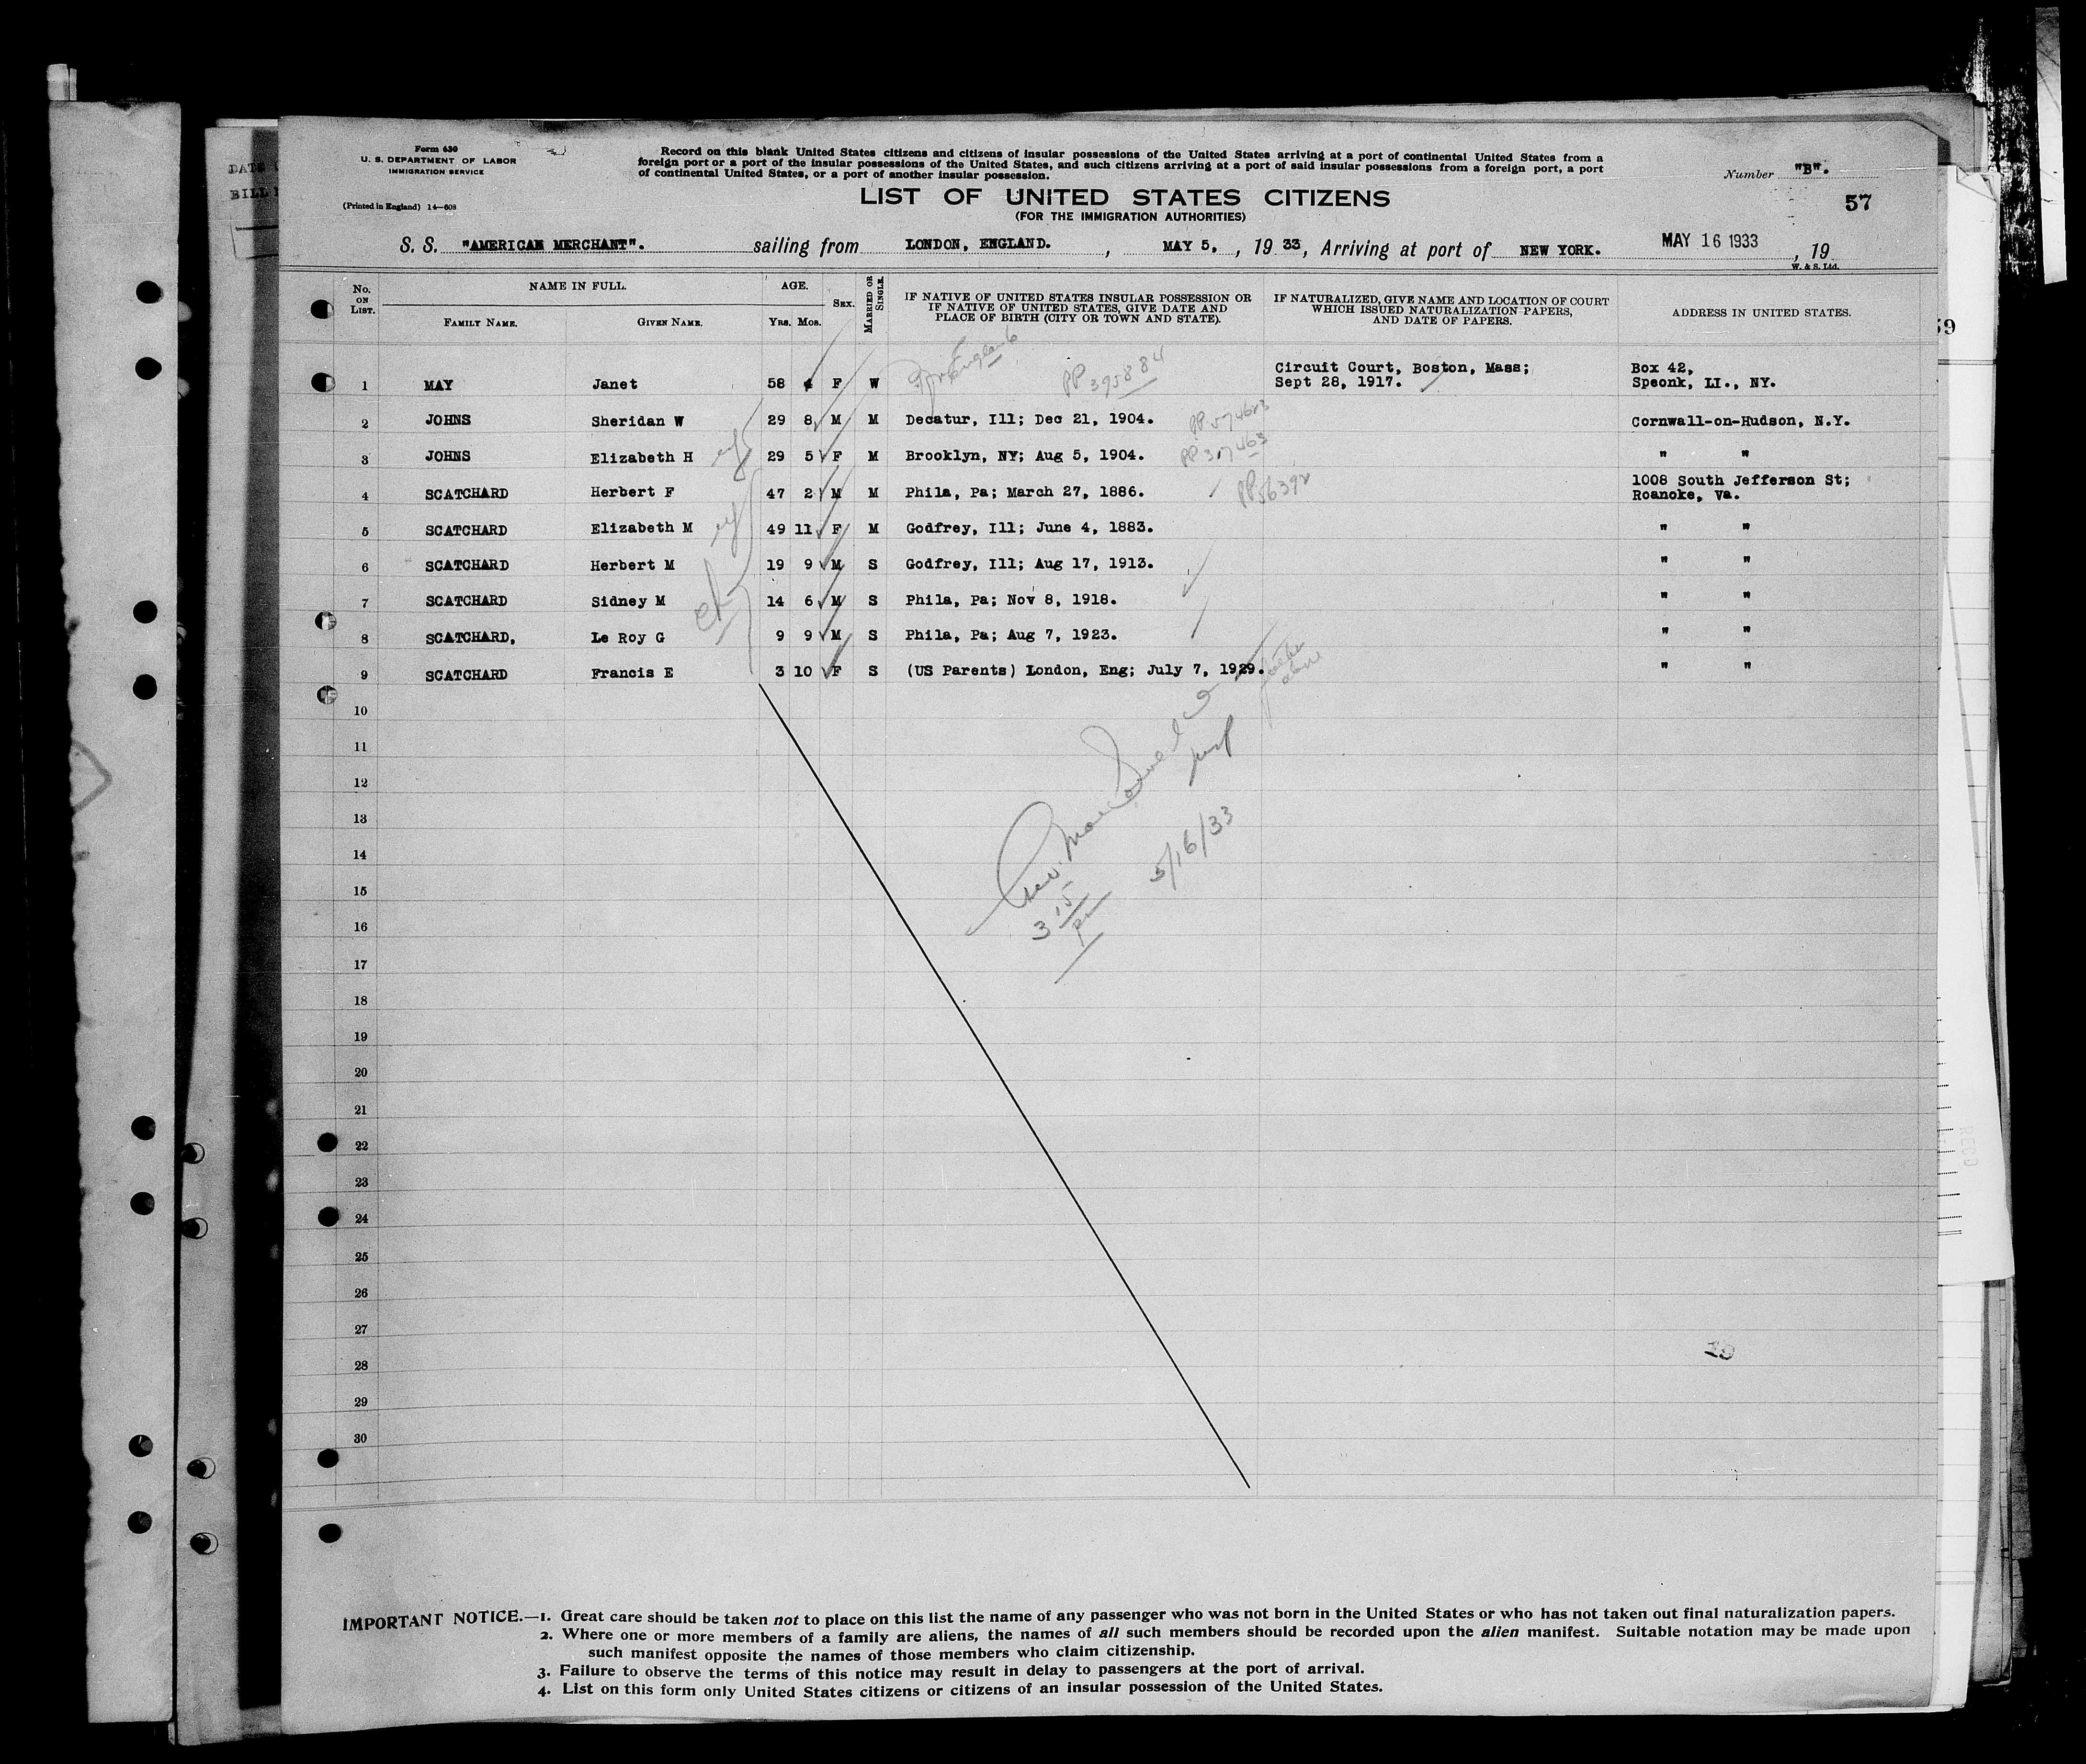 Form 630
U. S. DEPARTMENT OF LABOR
IMMIGRATION SERVICE
(Printed in England) 14—608
Record on this blank United States citizens and citizens of insular possessions of the United States arriving at a port of continental United States from a
foreign port or a port of the insular possessions of the United States, and such citizens arriving at a port of said insular possessions from a foreign port, a port
of continental United States, or a port of another insular possession.
Number "B".
57
LIST OF UNITED STATES CITIZENS
(FOR THE IMMIGRATION AUTHORITIES)
S. S. "AMERICAN MERCHANT". sailing from LONDON, ENGLAND. , MAY 5, , 19 33, Arriving at port of NEW YORK. MAY 16 1933 , 19
W. & S. Ltd.
No. ON LIST. NAME IN FULL. FAMILY NAME. GIVEN NAME. AGE. YRS. MOS. SEX. MARRIED OR SINGLE. IF NATIVE OF UNITED STATES INSULAR POSSESSION OR IF NATIVE OF UNITED STATES, GIVE DATE AND PLACE OF BIRTH (CITY OR TOWN AND STATE). IF NATURALIZED, GIVE NAME AND LOCATION OF COURT WHICH ISSUED NATURALIZATION PAPERS, AND DATE OF PAPERS. ADDRESS IN UNITED STATES.
1 MAY Janet 58 4 F W PP 395884 Circuit Court, Boston, Mass; Sept 28, 1917. Box 42, Speonk, LI., NY.
2 JOHNS Sheridan W 29 8 M M Decatur, Ill; Dec 21, 1904. Cornwall-on-Hudson, N.Y.
3 JOHNS Elizabeth H 29 5 F M Brooklyn, NY; Aug 5, 1904. " "
4 SCATCHARD Herbert F 47 2 M M Phila, Pa; March 27, 1886. 1008 South Jefferson St; Roanoke, Va.
5 SCATCHARD Elizabeth M 49 11 F M Godfrey, Ill; June 4, 1883. " "
6 SCATCHARD Herbert M 19 9 M S Godfrey, Ill; Aug 17, 1913. " "
7 SCATCHARD Sidney M 14 6 M S Phila, Pa; Nov 8, 1918. " "
8 SCATCHARD, Le Roy G 9 9 M S Phila, Pa; Aug 7, 1923. " "
9 SCATCHARD Francis E 3 10 F S (US Parents) London, Eng; July 7, 1929. " "
10
11
12
13
14
15
16
17
18
19
20
21
22
23
24
25
26
27
28
29
30
5/16/33
3 15
19
IMPORTANT NOTICE.—1. Great care should be taken not to place on this list the name of any passenger who was not born in the United States or who has not taken out final naturalization papers.
2. Where one or more members of a family are aliens, the names of all such members should be recorded upon the alien manifest. Suitable notation may be made upon
such manifest opposite the names of those members who claim citizenship.
3. Failure to observe the terms of this notice may result in delay to passengers at the port of arrival.
4. List on this form only United States citizens or citizens of an insular possession of the United States.